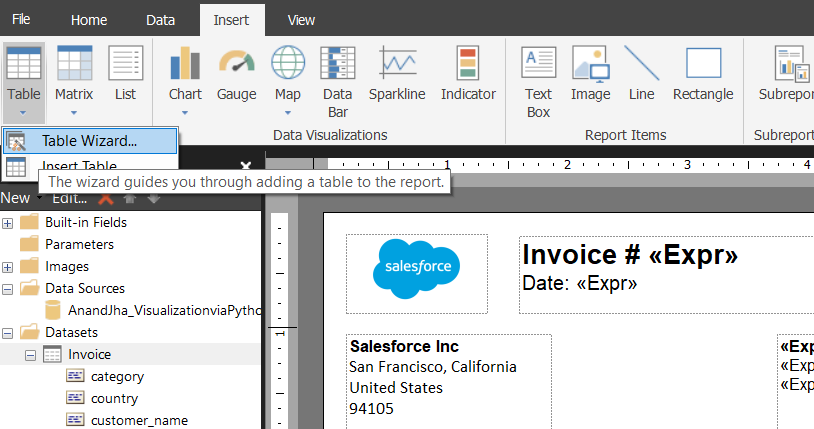 File Home Data Insert View
Table Matrix List Chart Gauge Map Data Bar Sparkline Indicator Text Box Image Line Rectangle Subrepor
Data Visualizations Report Items Subreport
Table Wizard...
Insert Table
The wizard guides you through adding a table to the report.
1 2 3 4
New Edit...
Built-in Fields
Parameters
Images
Data Sources
AnandJha_VisualizationviaPytho
Datasets
Invoice
category
country
customer_name
1
salesforce
Invoice # «Expr»
Date: «Expr»
Salesforce Inc
San Francisco, California
United States
94105
«Exp
«Exp
«Exp